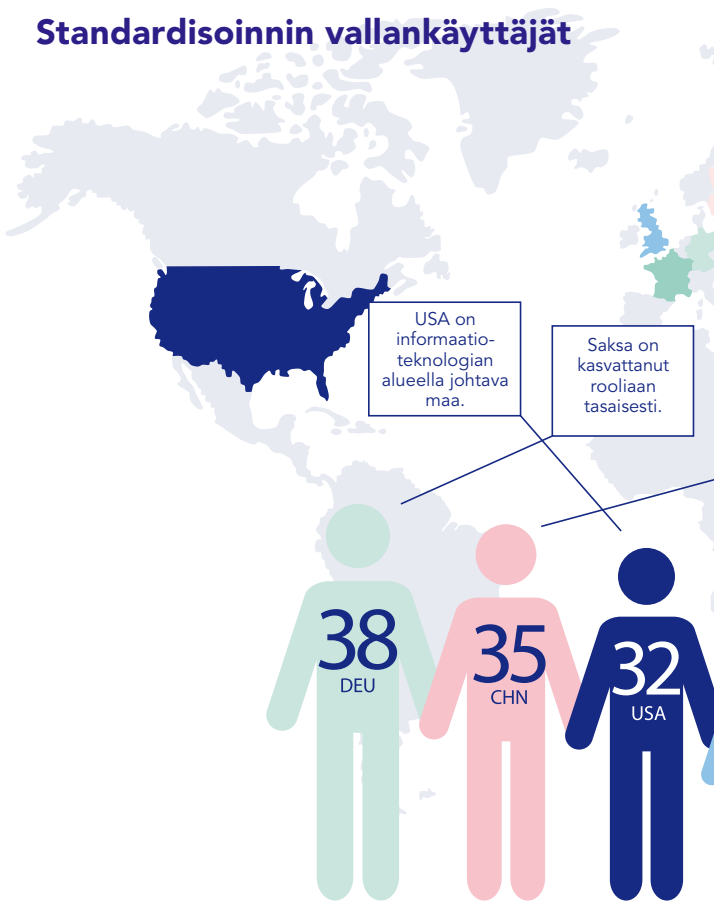 Standardisoinnin vallankäyttäjät
USA on
informaatio-
teknologian
alueella johtava
maa.
Saksa on
kasvattanut
rooliaan
tasaisesti.
38
DEU
35
CHN
32
USA